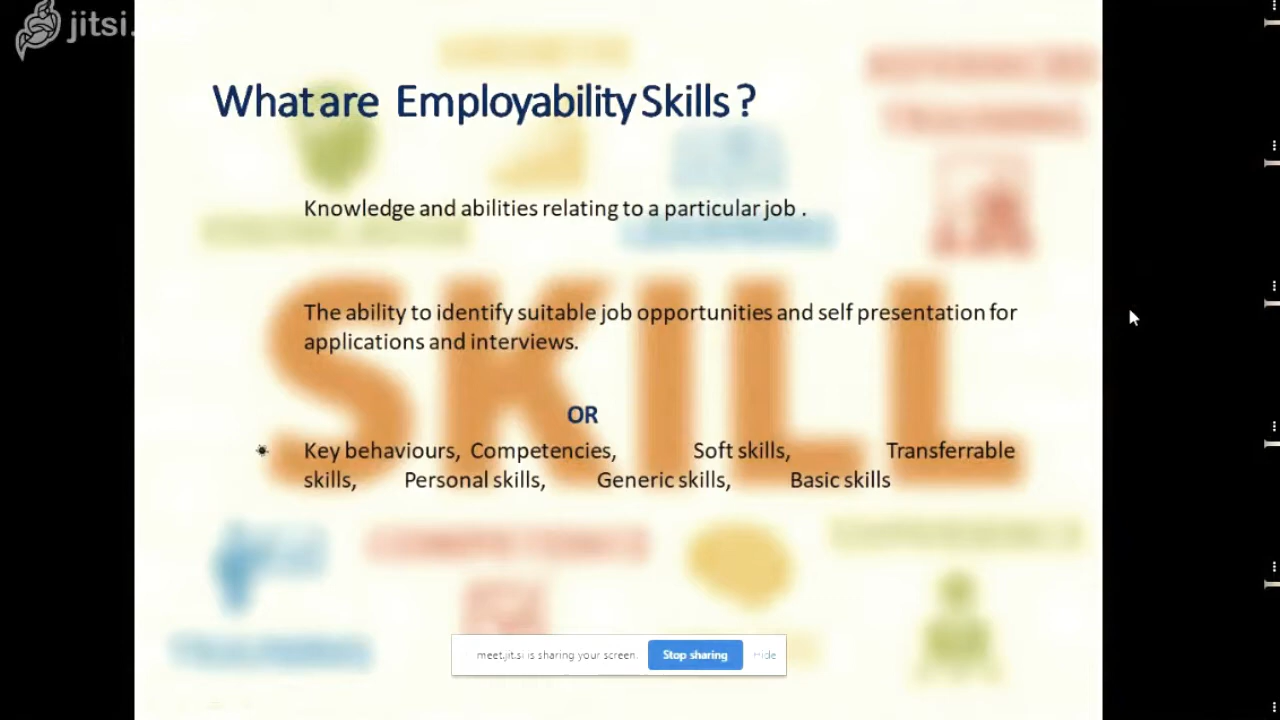 jitsi.
What are Employability Skills ?
Knowledge and abilities relating to a particular job .
The ability to identify suitable job opportunities and self presentation for
applications and interviews.
SKILL
OR
Key behaviours, Competencies, Soft skills, Transferrable
skills, Personal skills, Generic skills, Basic skills
meet.jit.si is sharing your screen. Stop sharing Hide